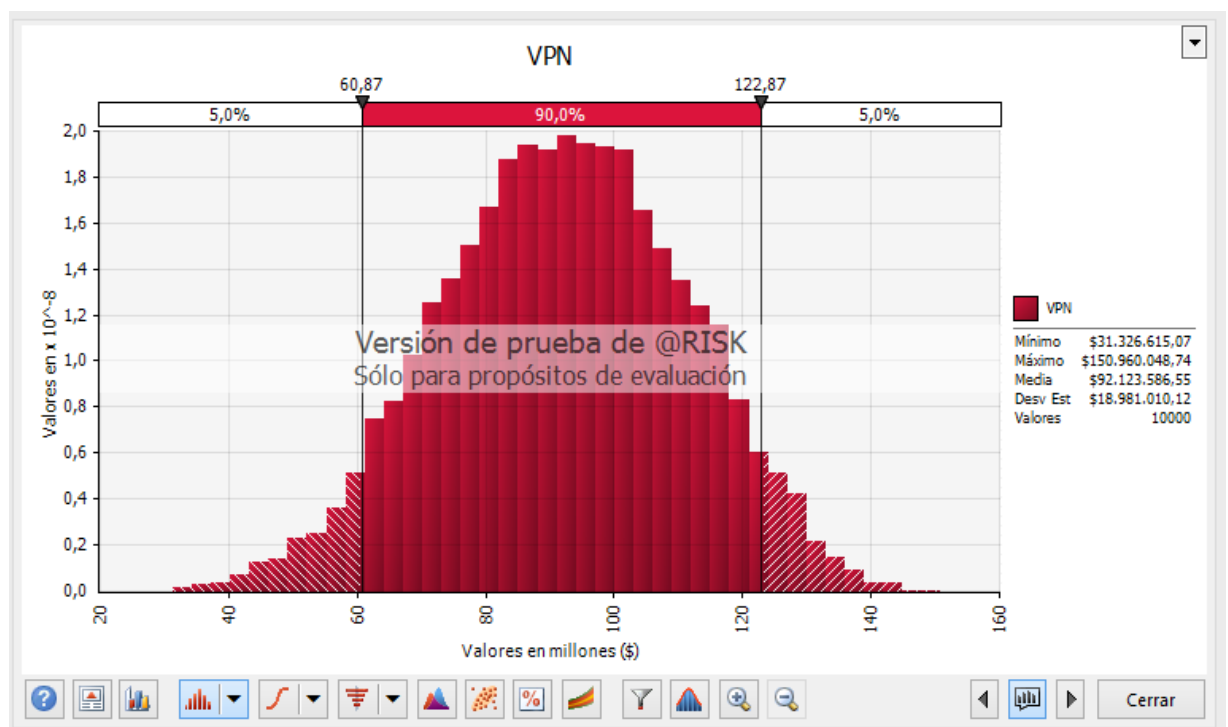 VPN
60,87
122,87
5,0%
90,0%
5,0%
2,0
1,8
1,6
1,4
1,2
1,0
0,8
0,6
0,4
0,2
0,0
Valores en x 10^-8
Versión de prueba de @RISK
Sólo para propósitos de evaluación
20
40
60
80
100
120
140
160
Valores en millones ($)
VPN
Mínimo $31.326.615,07
Máximo $150.960.048,74
Media $92.123.586,55
Desv Est $18.981.010,12
Valores 10000
?
%
Cerrar